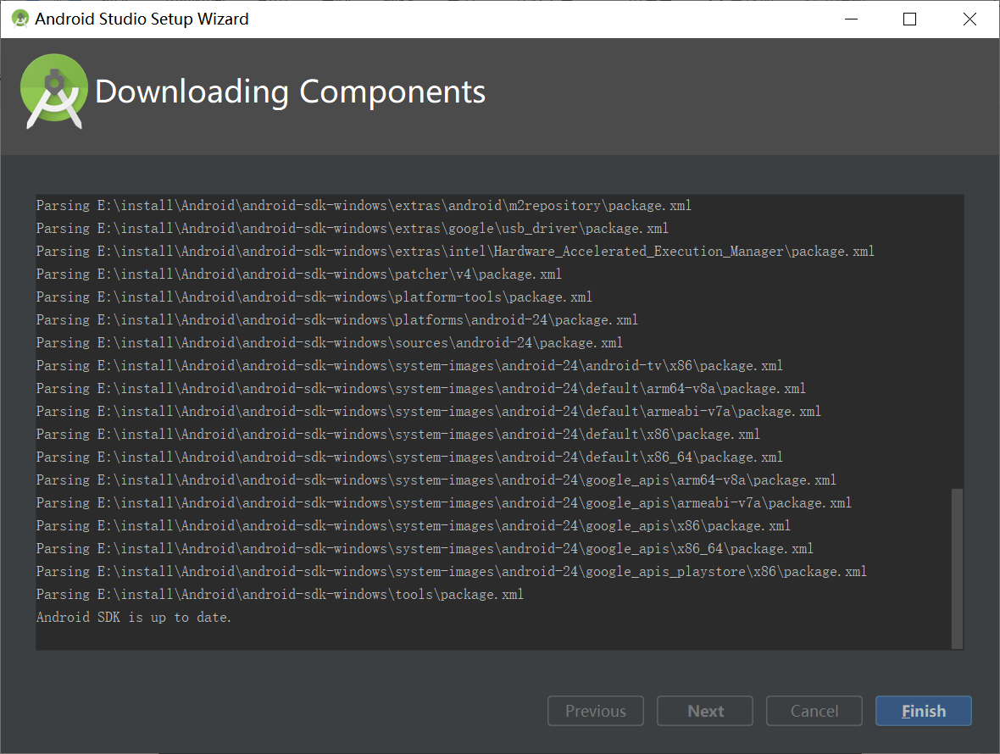 Android Studio Setup Wizard
Downloading Components
Parsing E:\install\Android\android-sdk-windows\extras\android\m2repository\package.xml
Parsing E:\install\Android\android-sdk-windows\extras\google\usb_driver\package.xml
Parsing E:\install\Android\android-sdk-windows\extras\intel\Hardware_Accelerated_Execution_Manager\package.xml
Parsing E:\install\Android\android-sdk-windows\patcher\v4\package.xml
Parsing E:\install\Android\android-sdk-windows\platform-tools\package.xml
Parsing E:\install\Android\android-sdk-windows\platforms\android-24\package.xml
Parsing E:\install\Android\android-sdk-windows\sources\android-24\package.xml
Parsing E:\install\Android\android-sdk-windows\system-images\android-24\android-tv\x86\package.xml
Parsing E:\install\Android\android-sdk-windows\system-images\android-24\default\arm64-v8a\package.xml
Parsing E:\install\Android\android-sdk-windows\system-images\android-24\default\armeabi-v7a\package.xml
Parsing E:\install\Android\android-sdk-windows\system-images\android-24\default\x86\package.xml
Parsing E:\install\Android\android-sdk-windows\system-images\android-24\default\x86_64\package.xml
Parsing E:\install\Android\android-sdk-windows\system-images\android-24\google_apis\arm64-v8a\package.xml
Parsing E:\install\Android\android-sdk-windows\system-images\android-24\google_apis\armeabi-v7a\package.xml
Parsing E:\install\Android\android-sdk-windows\system-images\android-24\google_apis\x86\package.xml
Parsing E:\install\Android\android-sdk-windows\system-images\android-24\google_apis\x86_64\package.xml
Parsing E:\install\Android\android-sdk-windows\system-images\android-24\google_apis_playstore\x86\package.xml
Parsing E:\install\Android\android-sdk-windows\tools\package.xml
Android SDK is up to date.
Previous Next Cancel Finish